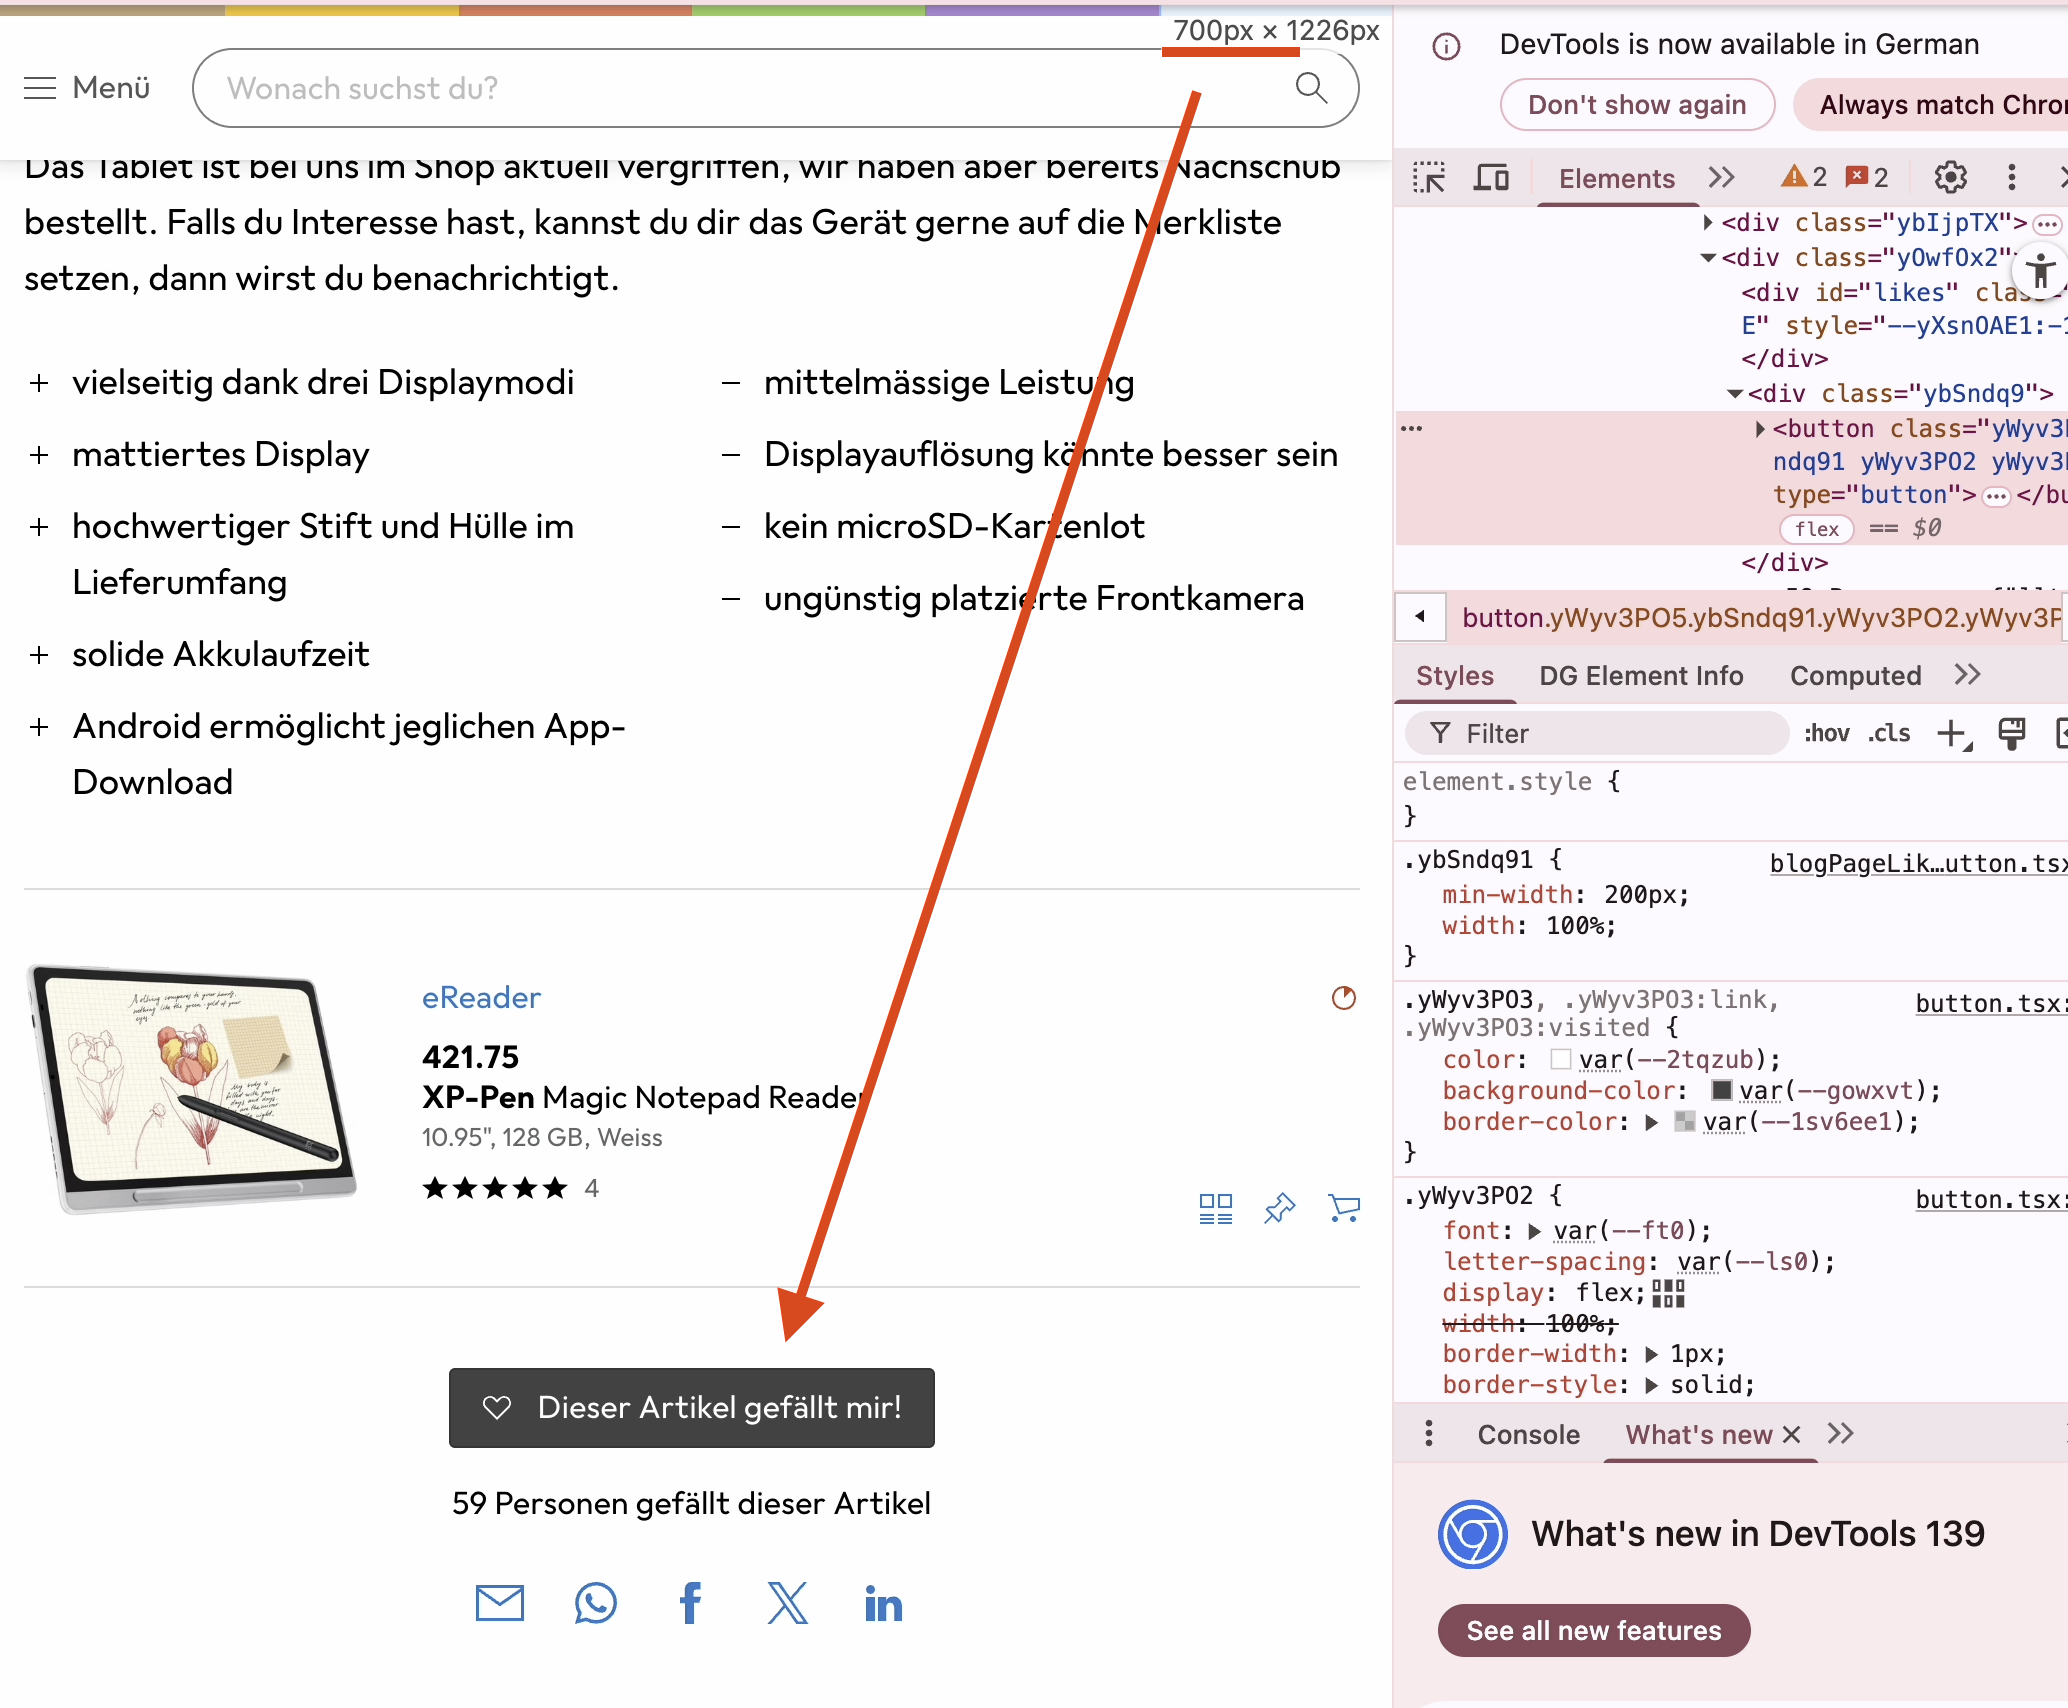 700px × 1226px
Menü
Wonach suchst du?
Das Tablet ist bei uns im Shop aktuell vergriffen, wir haben aber bereits Nachschub
bestellt. Falls du Interesse hast, kannst du dir das Gerät gerne auf die Merkliste
setzen, dann wirst du benachrichtigt.
+ vielseitig dank drei Displaymodi
+ mattiertes Display
+ hochwertiger Stift und Hülle im
Lieferumfang
+ solide Akkulaufzeit
+ Android ermöglicht jeglichen App-
Download
– mittelmässige Leistung
– Displayauflösung könnte besser sein
– kein microSD-Kartenlot
– ungünstig platzierte Frontkamera
eReader
421.75
XP-Pen Magic Notepad Reader
10.95", 128 GB, Weiss
4
Dieser Artikel gefällt mir!
59 Personen gefällt dieser Artikel
DevTools is now available in German
Don't show again
Always match Chro
Elements
2
2
<div class="ybIjpTX">
<div class="yOwfOx2"
<div id="likes" clas
E" style="--yXsnOAE1:-1
</div>
<div class="ybSndq9">
<button class="yWyv3
ndq91 yWyv3PO2 yWyv3
type="button"> ••• </bu
flex == $0
</div>
button.yWyv3PO5.ybSndq91.yWyv3PO2.yWyv3P
Styles
DG Element Info
Computed
Filter
:hov
.cls
element.style {
}
.ybSndq91 {
blogPageLik…utton.tsx
min-width: 200px;
width: 100%;
}
.yWyv3PO3, .yWyv3PO3:link,
button.tsx:
.yWyv3PO3:visited {
color: var(--2tqzub);
background-color: var(--gowxvt);
border-color: var(--1sv6ee1);
}
.yWyv3PO2 {
button.tsx:
font: var(--ft0);
letter-spacing: var(--ls0);
display: flex;
width: 100%;
border-width: 1px;
border-style: solid;
Console
What's new
What's new in DevTools 139
See all new features